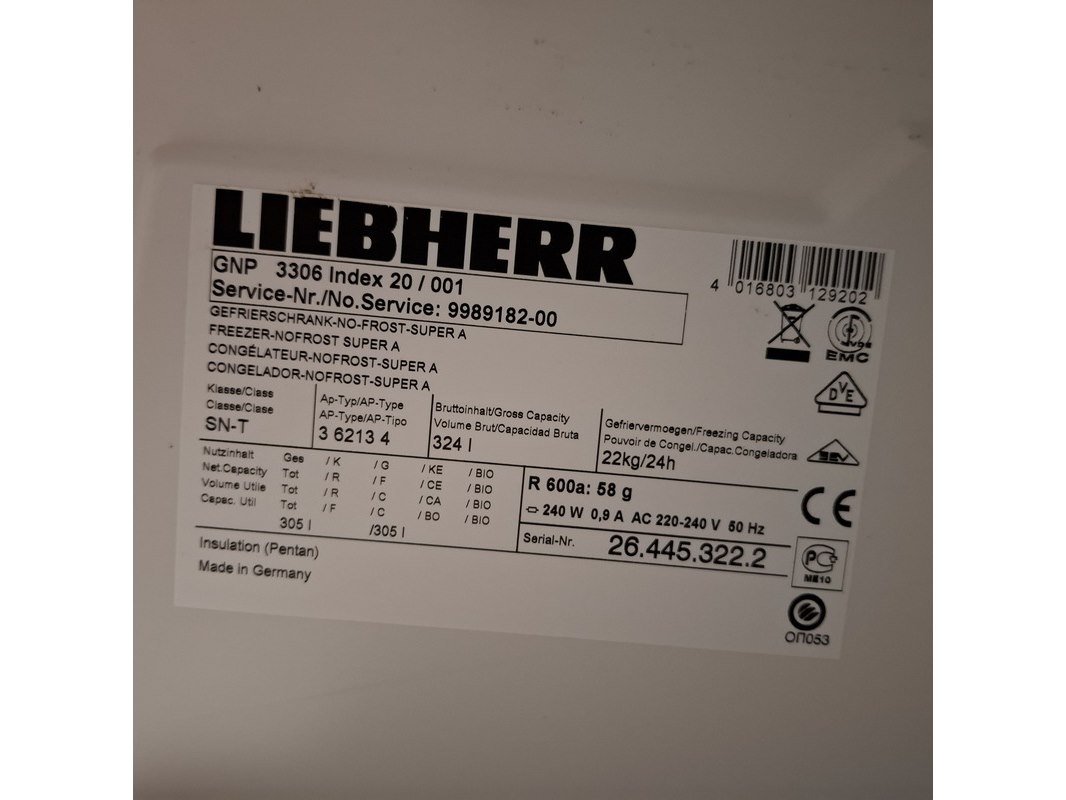 LIEBHERR
GNP 3306 Index 20 / 001
Service-Nr./No.Service: 9989182-00
4 016803 129202
GEFRIERSCHRANK-NO-FROST-SUPER A
FREEZER-NOFROST SUPER A
CONGÉLATEUR-NOFROST-SUPER A
CONGELADOR-NOFROST-SUPER A
EMC
DVE
Klasse/Class
Classe/Clase
SN-T
Ap-Typ/AP-Type
AP-Type/AP-Tipo
3 6213 4
Bruttoinhalt/Gross Capacity
Volume Brut/Capacidad Bruta
324 l
Gefriervermoegen/Freezing Capacity
Pouvoir de Congel./Capac.Congeladora
22kg/24h
Nutzinhalt Ges / K / G / KE / BIO
Net.Capacity Tot / R / F / CE / BIO
Volume Utile Tot / R / C / CA / BIO
Capac. Util Tot / F / C / BO / BIO
305 l /305 l
R 600a: 58 g
240 W 0,9 A AC 220-240 V 50 Hz
Serial-Nr. 26.445.322.2
Insulation (Pentan)
Made in Germany
CE
PC
ME10
ОП053